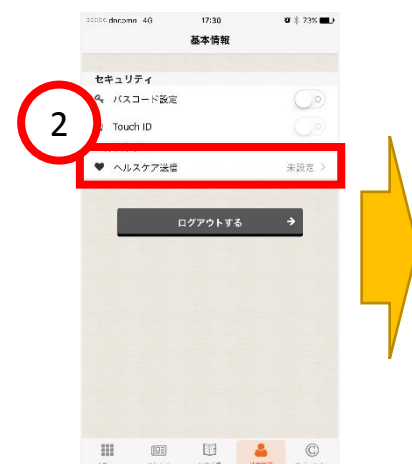 docomo 4G 17:30 73%
基本情報
セキュリティ
パスコード設定
2
Touch ID
ヘルスケア送信 未設定 >
ログアウトする →
©